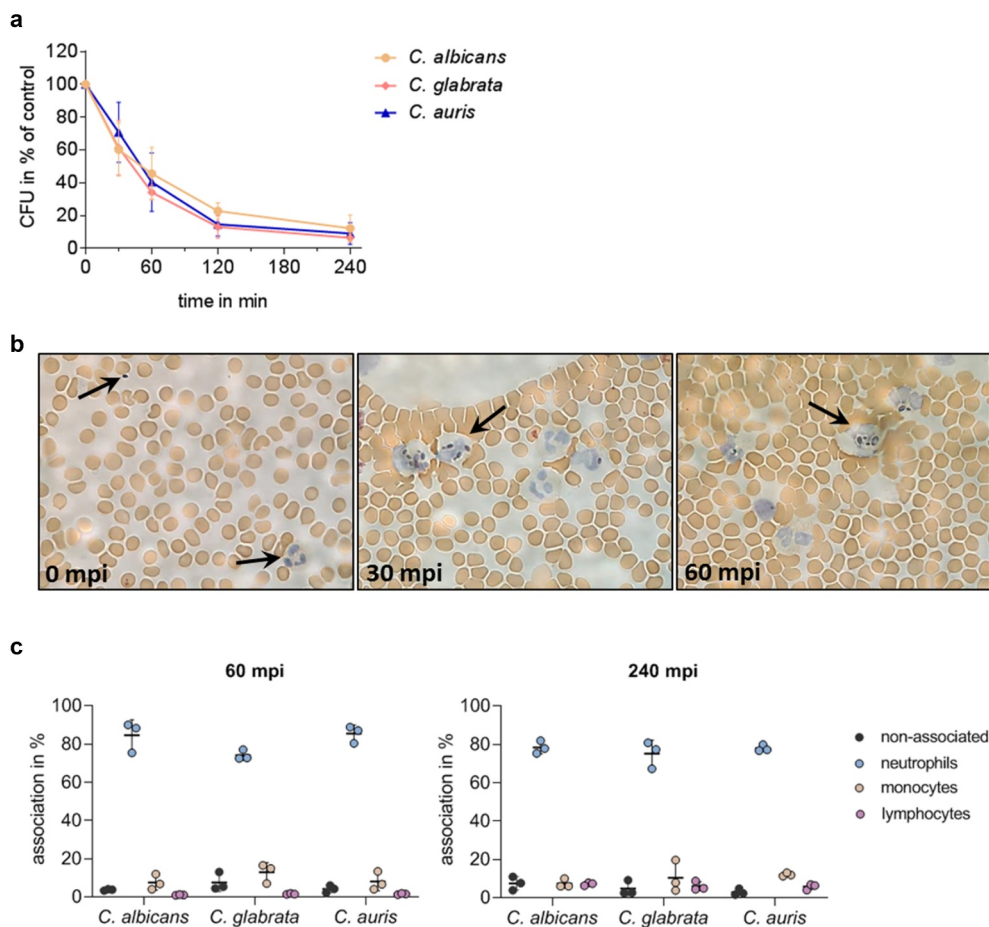 a
120
100
80
60
40
20
0
CFU in % of control
0 60 120 180 240
time in min
C. albicans
C. glabrata
C. auris
b
0 mpi
30 mpi
60 mpi
c
60 mpi
100
80
60
40
20
0
association in %
C. albicans C. glabrata C. auris
240 mpi
100
80
60
40
20
0
association in %
C. albicans C. glabrata C. auris
non-associated
neutrophils
monocytes
lymphocytes